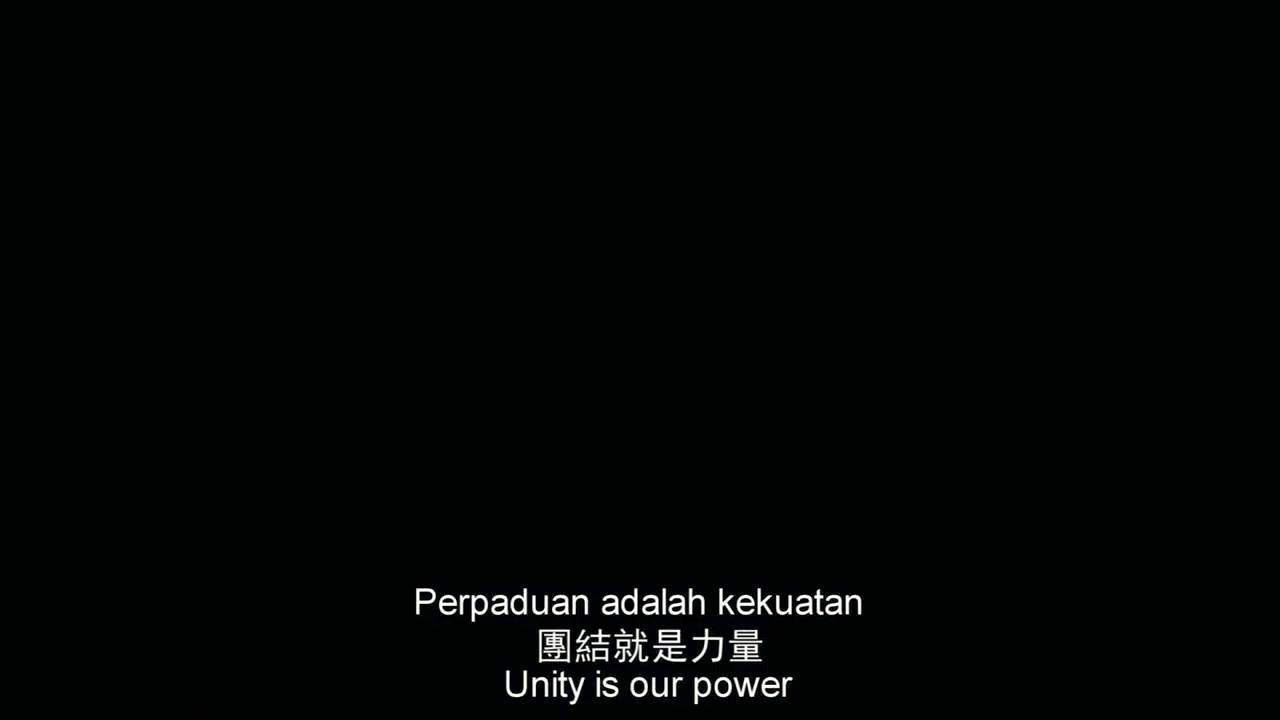 Perpaduan adalah kekuatan
團結就是力量
Unity is our power